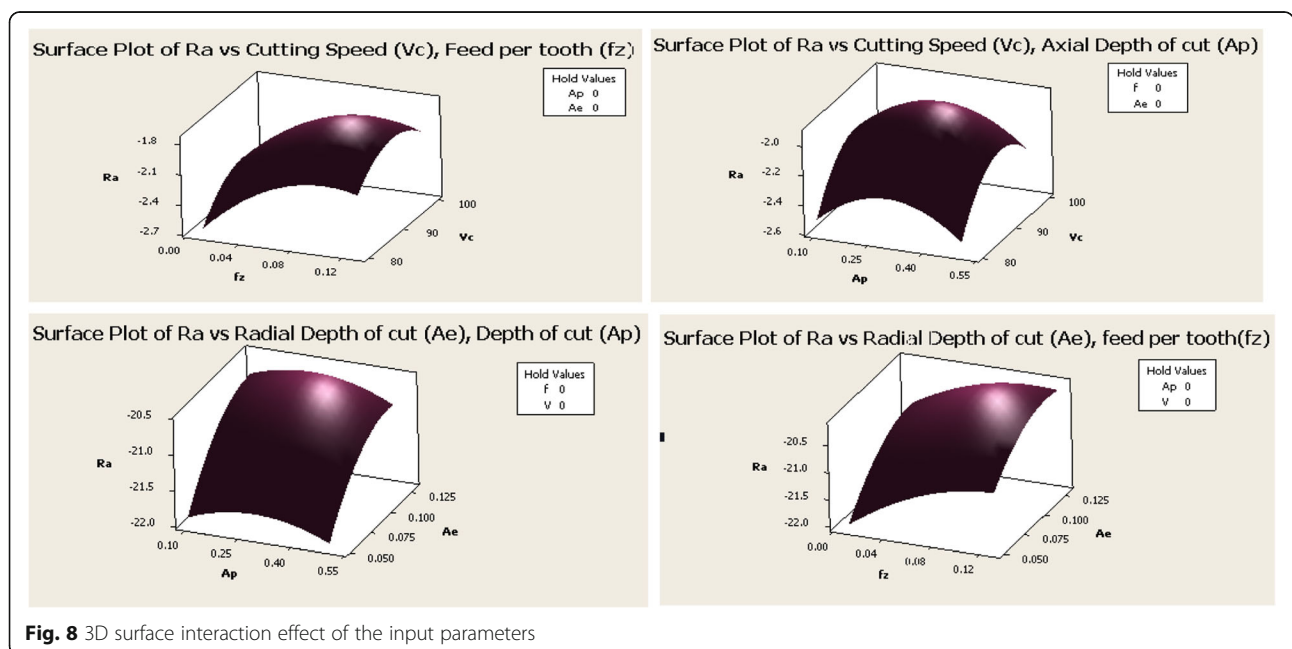 Surface Plot of Ra vs Cutting Speed (Vc), Feed per tooth (fz)
Hold Values
Ap 0
Ae 0
-1.8
-2.1
Ra
-2.4
-2.7
0.00
0.04
0.08
0.12
fz
80
90
100
Vc
Surface Plot of Ra vs Cutting Speed (Vc), Axial Depth of cut (Ap)
Hold Values
f 0
Ae 0
-2.0
-2.2
Ra
-2.4
-2.6
0.10
0.25
0.40
0.55
Ap
80
90
100
Vc
Surface Plot of Ra vs Radial Depth of cut (Ae), Depth of cut (Ap)
Hold Values
f 0
V 0
-20.5
-21.0
Ra
-21.5
-22.0
0.10
0.25
0.40
0.55
Ap
0.050
0.075
0.100
0.125
Ae
Surface Plot of Ra vs Radial Depth of cut (Ae), feed per tooth(fz)
Hold Values
Ap 0
V 0
-20.5
-21.0
Ra
-21.5
-22.0
0.00
0.04
0.08
0.12
fz
0.050
0.075
0.100
0.125
Ae
Fig. 8 3D surface interaction effect of the input parameters